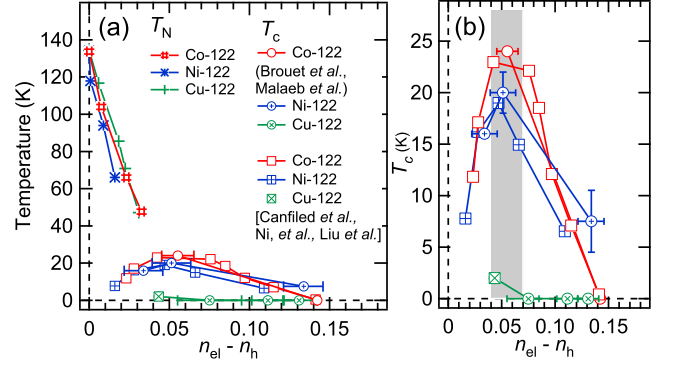 (a)
T_N
T_c
Co-122
Ni-122
Cu-122
Co-122
(Brouet et al.,
Malaeb et al.)
Ni-122
Cu-122
Co-122
Ni-122
Cu-122
[Canfiled et al.,
Ni, et al., Liu et al.]
Temperature (K)
140
120
100
80
60
40
20
0
0
0.05
0.10
0.15
n_el - n_h
(b)
T_c (K)
25
20
15
10
5
0
0
0.05
0.10
0.15
n_el - n_h